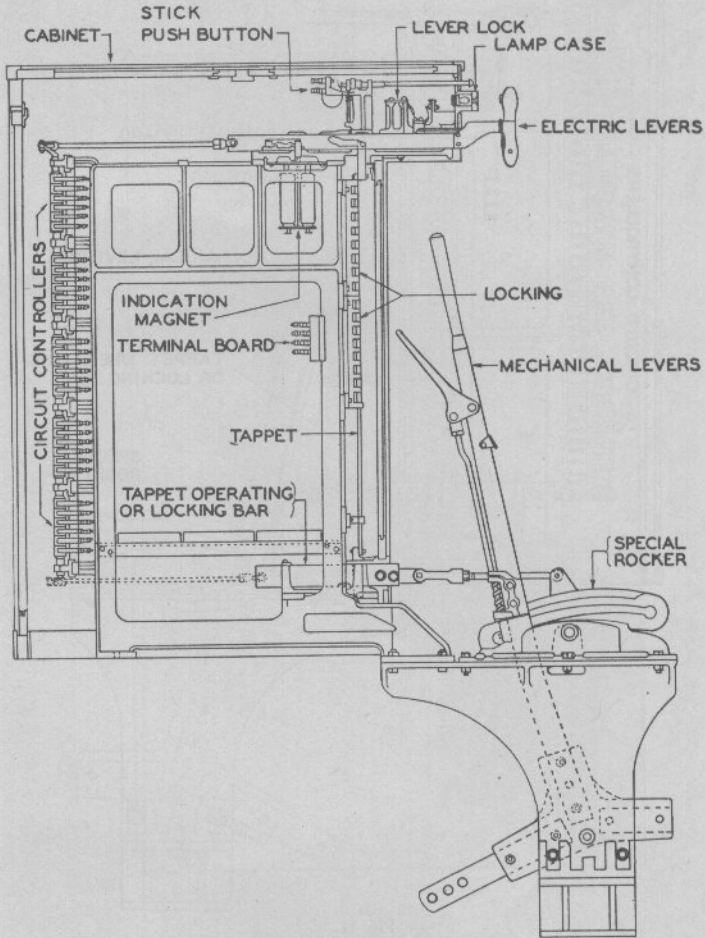 STICK
PUSH BUTTON
CABINET
LEVER LOCK
LAMP CASE
ELECTRIC LEVERS
CIRCUIT CONTROLLERS
INDICATION
MAGNET
LOCKING
TERMINAL BOARD
MECHANICAL LEVERS
TAPPET
TAPPET OPERATING
OR LOCKING BAR
SPECIAL
ROCKER